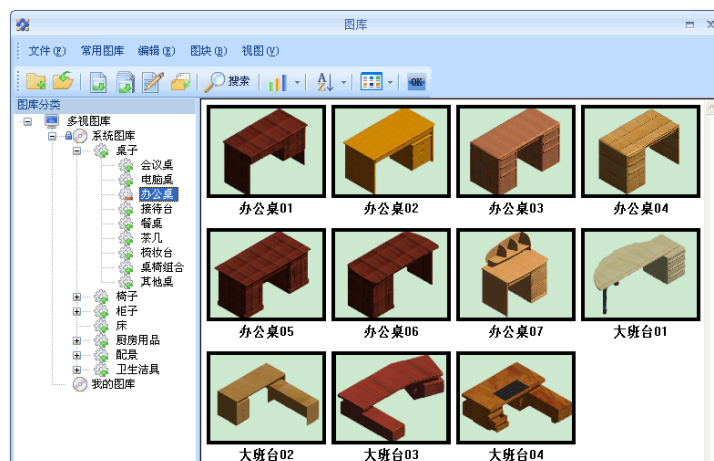 图库
文件(F) 常用图库 编辑(E) 图块(B) 视图(V)
搜索 OK
图库分类
多视图库
系统图库
桌子
会议桌
电脑桌
办公桌
接待台
餐桌
茶几
梳妆台
桌椅组合
其他桌
椅子
柜子
床
厨房用品
配景
卫生洁具
我的图库
办公桌01 办公桌02 办公桌03 办公桌04
办公桌05 办公桌06 办公桌07 大班台01
大班台02 大班台03 大班台04